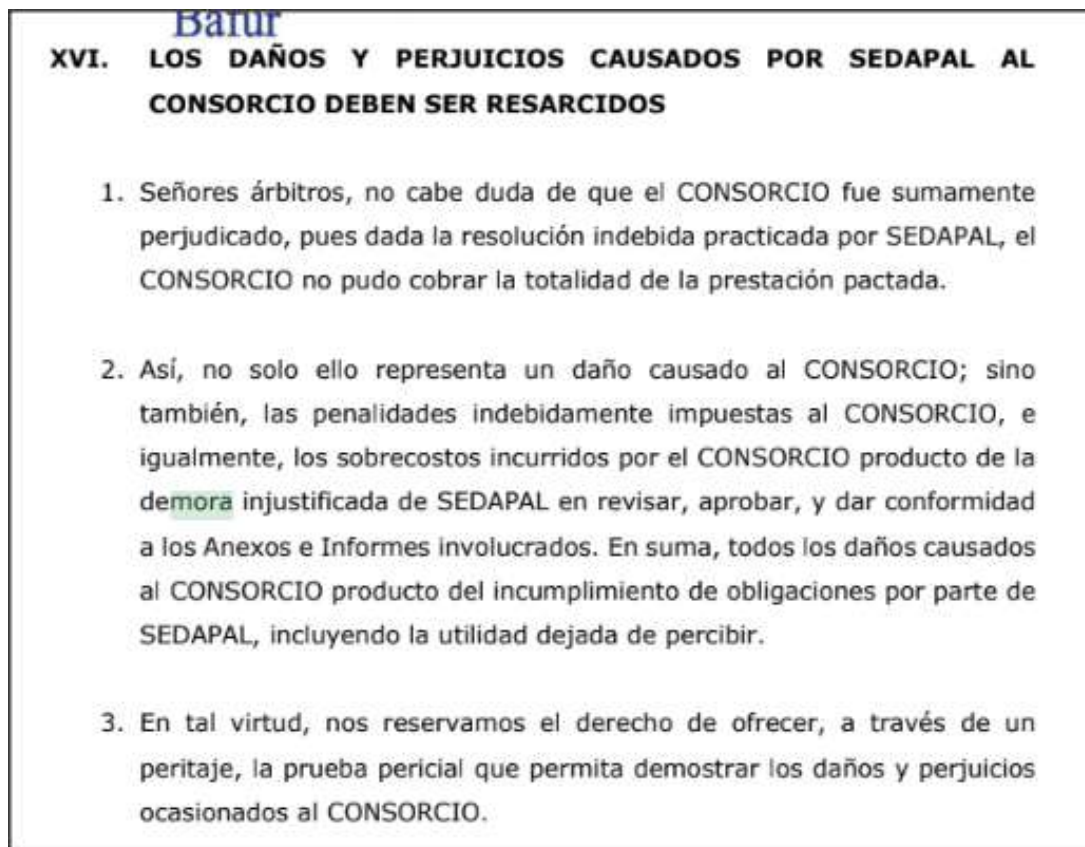 Bafur
XVI. LOS DAÑOS Y PERJUICIOS CAUSADOS POR SEDAPAL AL
CONSORCIO DEBEN SER RESARCIDOS
1. Señores árbitros, no cabe duda de que el CONSORCIO fue sumamente
perjudicado, pues dada la resolución indebida practicada por SEDAPAL, el
CONSORCIO no pudo cobrar la totalidad de la prestación pactada.
2. Así, no solo ello representa un daño causado al CONSORCIO; sino
también, las penalidades indebidamente impuestas al CONSORCIO, e
igualmente, los sobrecostos incurridos por el CONSORCIO producto de la
demora injustificada de SEDAPAL en revisar, aprobar, y dar conformidad
a los Anexos e Informes involucrados. En suma, todos los daños causados
al CONSORCIO producto del incumplimiento de obligaciones por parte de
SEDAPAL, incluyendo la utilidad dejada de percibir.
3. En tal virtud, nos reservamos el derecho de ofrecer, a través de un
peritaje, la prueba pericial que permita demostrar los daños y perjuicios
ocasionados al CONSORCIO.